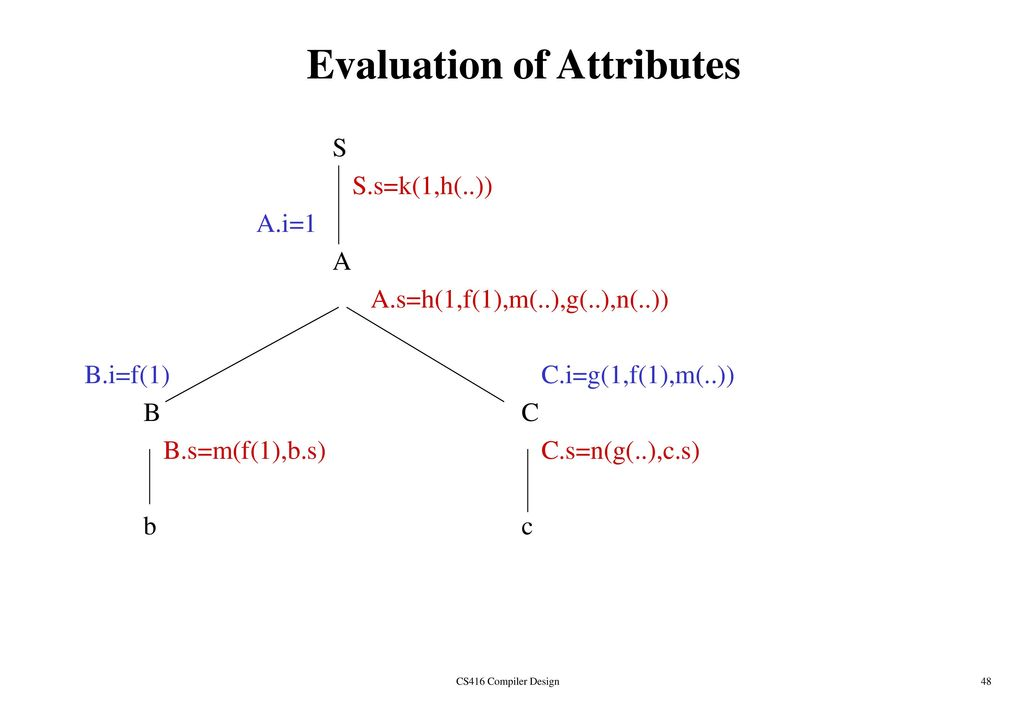 Evaluation of Attributes
S
S.s=k(1,h(..))
A.i=1
A
A.s=h(1,f(1),m(..),g(..),n(..))
B.i=f(1)
C.i=g(1,f(1),m(..))
B
C
B.s=m(f(1),b.s)
C.s=n(g(..),c.s)
b
c
CS416 Compiler Design
48